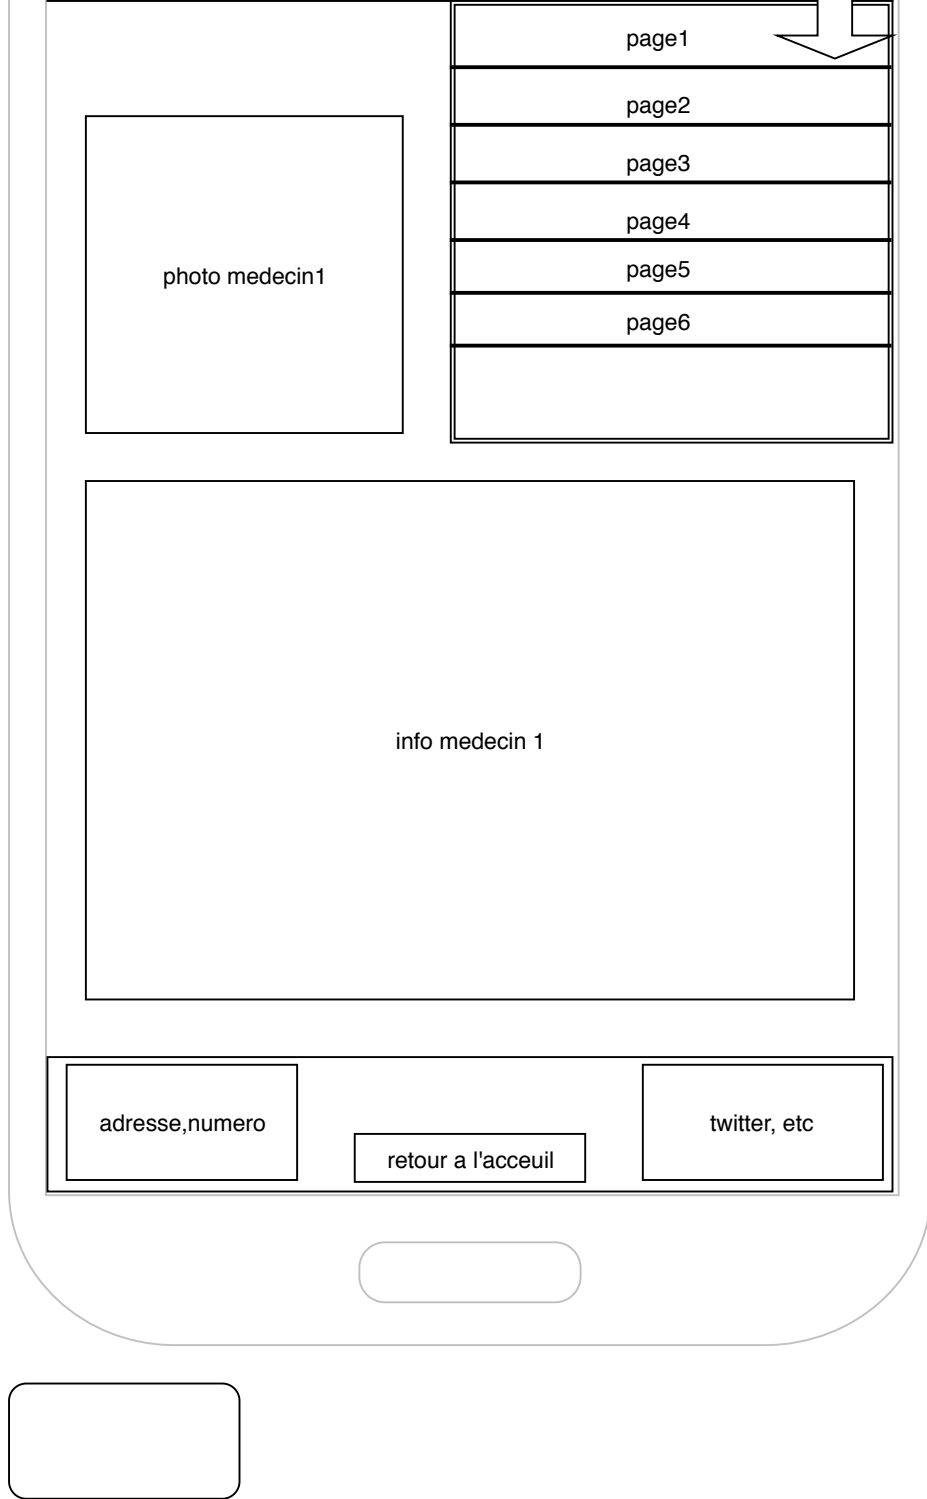 page1
page2
page3
page4
page5
page6
photo medecin1
info medecin 1
adresse,numero
retour a l'acceuil
twitter, etc